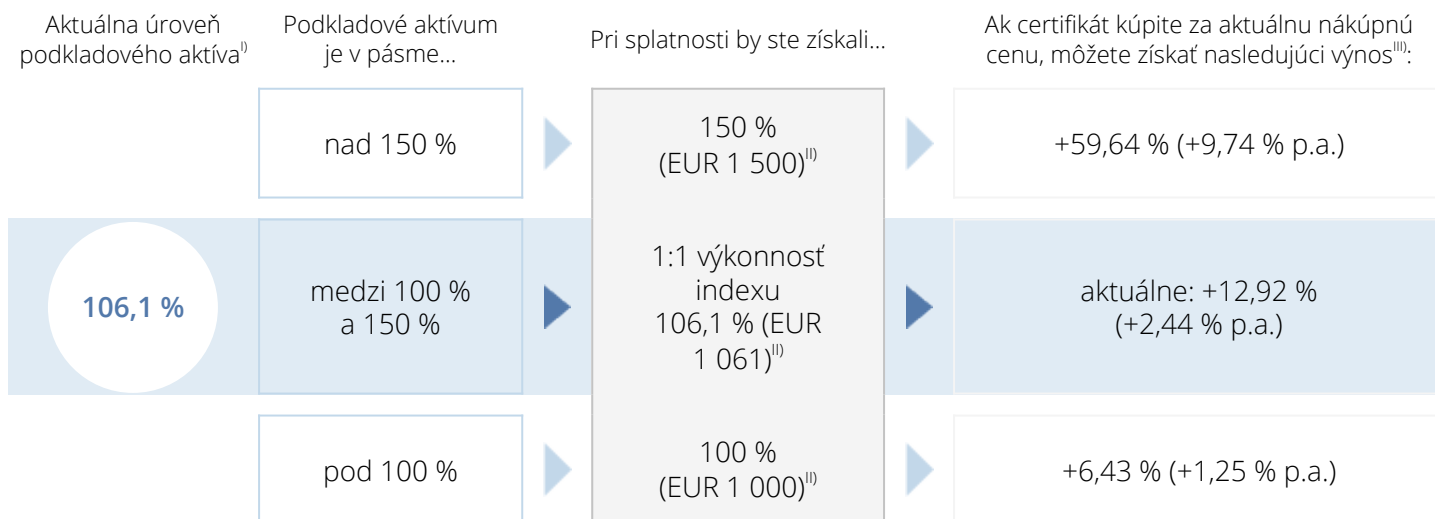 Aktuálna úroveň
podkladového aktíva I)
Podkladové aktívum
je v pásme...
Pri splatnosti by ste získali...
Ak certifikát kúpite za aktuálnu nákúpnú
cenu, môžete získať nasledujúci výnos III):
nad 150 %
150 %
(EUR 1 500) II)
+59,64 % (+9,74 % p.a.)
106,1 %
medzi 100 %
a 150 %
1:1 výkonnosť
indexu
106,1 % (EUR
1 061) II)
aktuálne: +12,92 %
(+2,44 % p.a.)
pod 100 %
100 %
(EUR 1 000) II)
+6,43 % (+1,25 % p.a.)